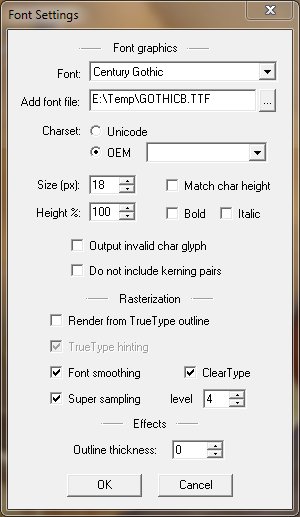 Font Settings
Font graphics
Font: Century Gothic
Add font file: E:\Temp\GOTHICB.TTF ...
Charset: Unicode
OEM
Size (px): 18 Match char height
Height %: 100 Bold Italic
Output invalid char glyph
Do not include kerning pairs
Rasterization
Render from TrueType outline
TrueType hinting
Font smoothing ClearType
Super sampling level 4
Effects
Outline thickness: 0
OK Cancel